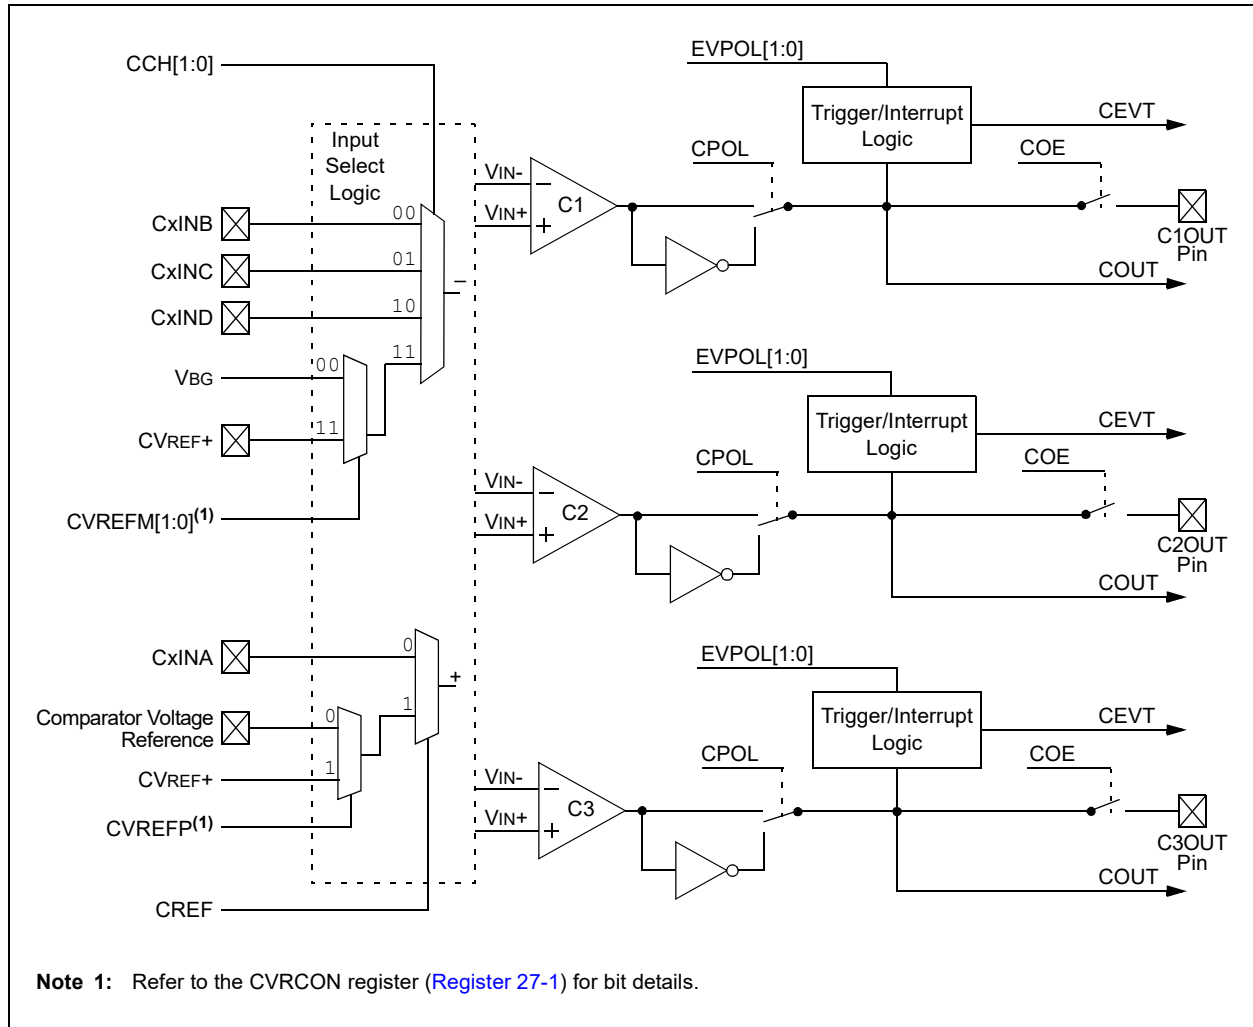 CCH[1:0]
Input
Select
Logic
CxINB
00
CxINC
01
CxIND
10
11
–
VBG
00
CVREF+
11
CVREFM[1:0](1)
CxINA
0
+
Comparator Voltage
Reference
0
1
CVREF+
1
CVREFP(1)
CREF
EVPOL[1:0]
Trigger/Interrupt
Logic
CEVT
CPOL
COE
VIN-
–
VIN+
+
C1
C1OUT
Pin
COUT
EVPOL[1:0]
Trigger/Interrupt
Logic
CEVT
CPOL
COE
VIN-
–
VIN+
+
C2
C2OUT
Pin
COUT
EVPOL[1:0]
Trigger/Interrupt
Logic
CEVT
CPOL
COE
VIN-
–
VIN+
+
C3
C3OUT
Pin
COUT
Note 1: Refer to the CVRCON register (Register 27-1) for bit details.